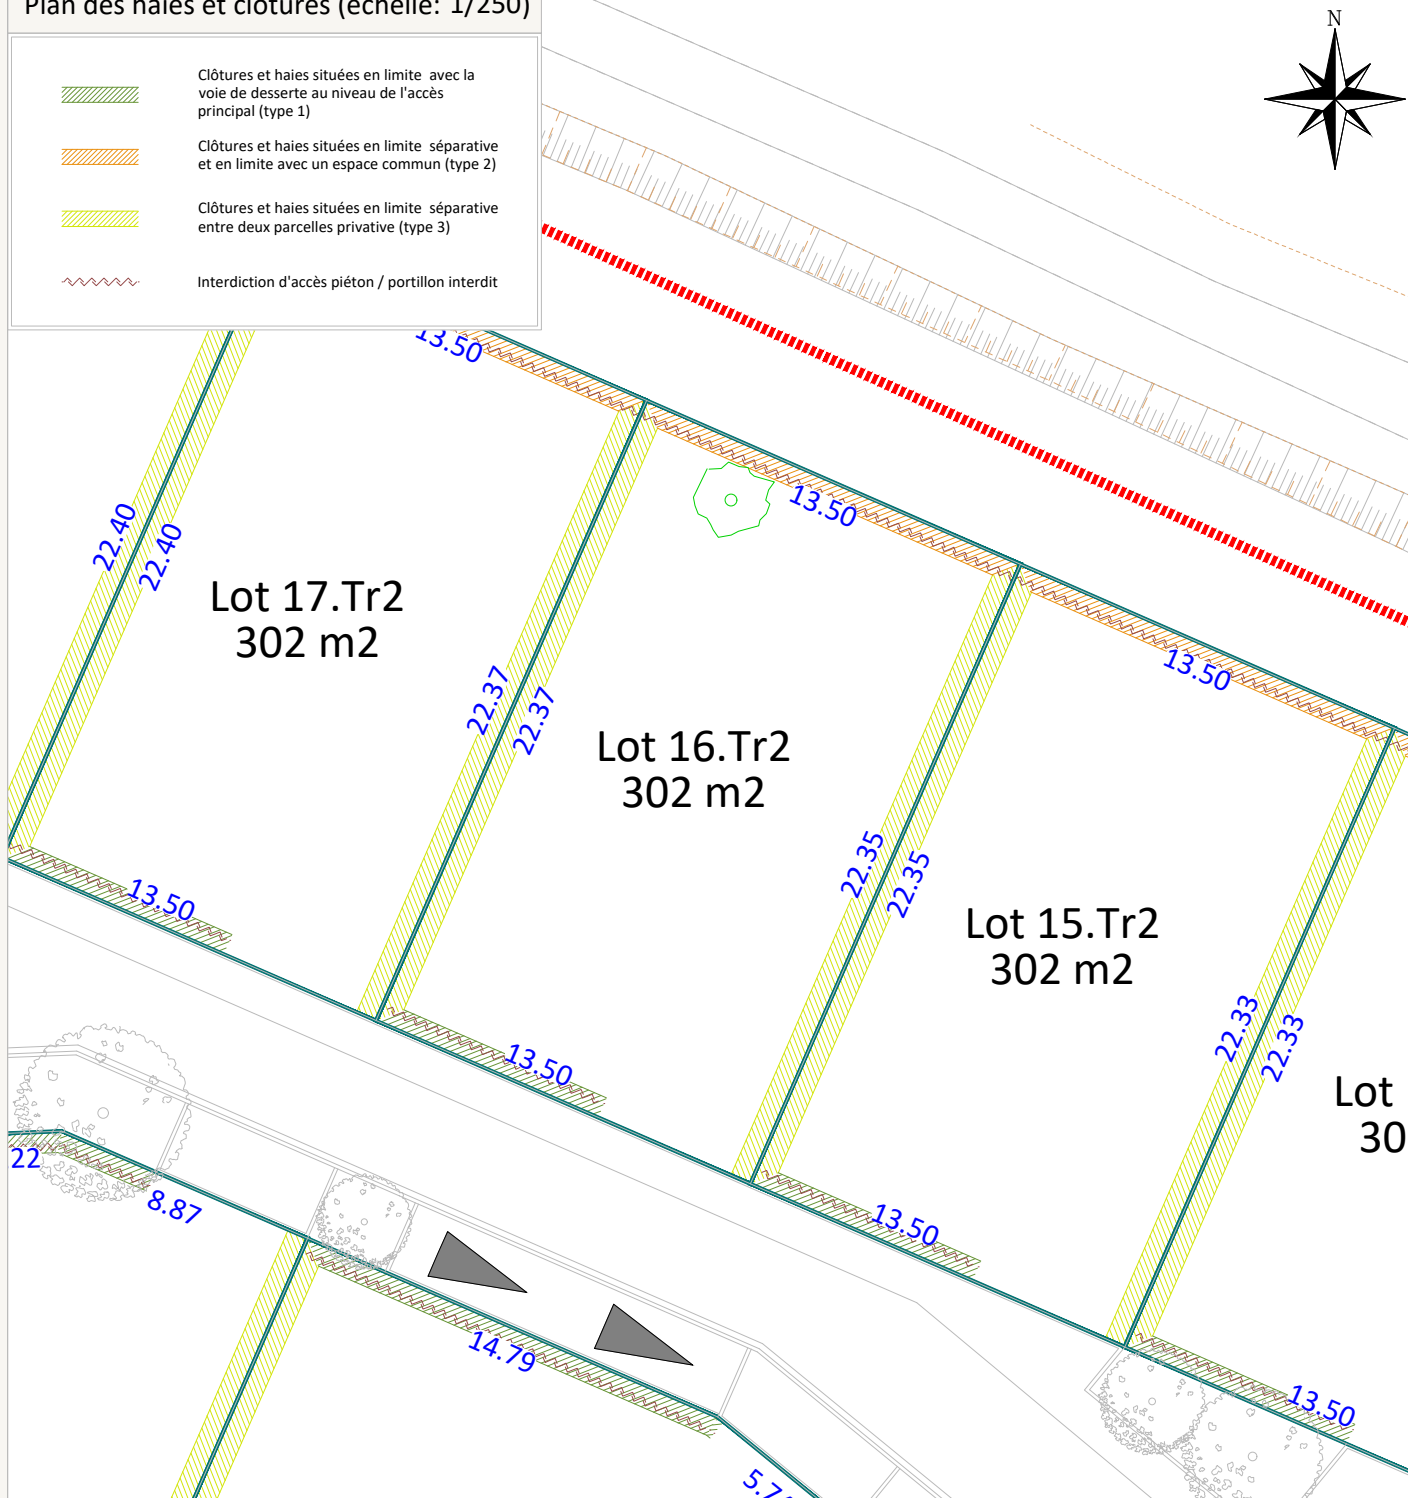 Plan des haies et clôtures (échelle: 1/250)
Clôtures et haies situées en limite avec la
voie de desserte au niveau de l'accès
principal (type 1)
Clôtures et haies situées en limite séparative
et en limite avec un espace commun (type 2)
Clôtures et haies situées en limite séparative
entre deux parcelles privative (type 3)
Interdiction d'accès piéton / portillon interdit
N
13.50
22.40
22.40
Lot 17.Tr2
302 m2
13.50
22.37
22.37
Lot 16.Tr2
302 m2
13.50
22.35
22.35
Lot 15.Tr2
302 m2
22.33
22.33
Lot
30
13.50
13.50
13.50
13.50
22
8.87
14.79